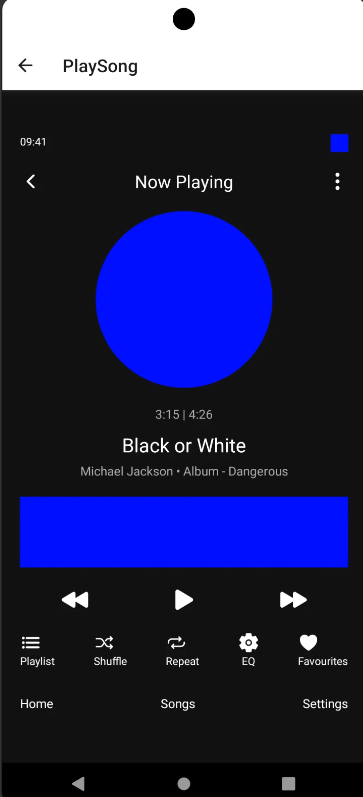 PlaySong
09:41
Now Playing
3:15 | 4:26
Black or White
Michael Jackson • Album - Dangerous
Playlist Shuffle Repeat EQ Favourites
Home Songs Settings